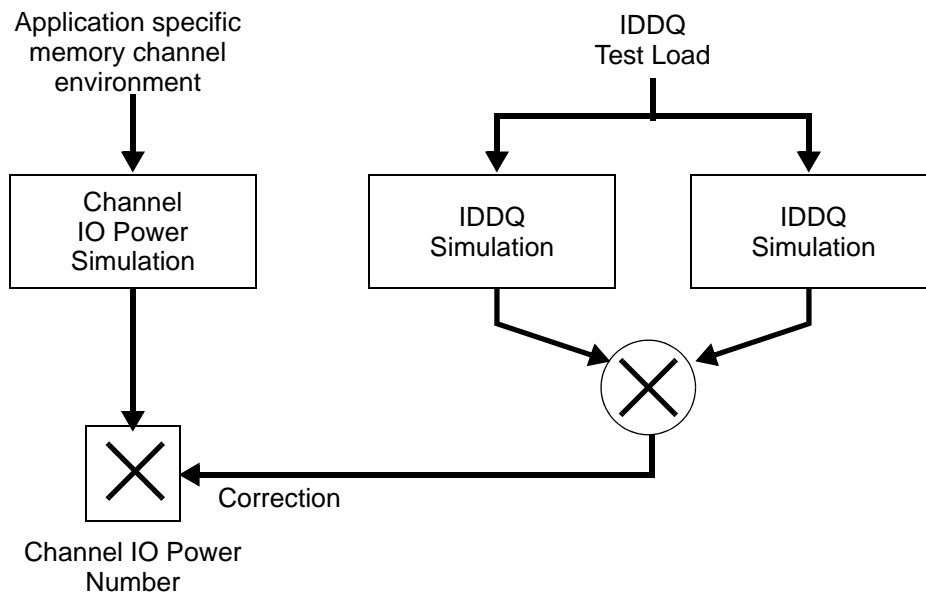 Application specific
memory channel
environment
IDDQ
Test Load
Channel
IO Power
Simulation
IDDQ
Simulation
IDDQ
Simulation
Correction
Channel IO Power
Number